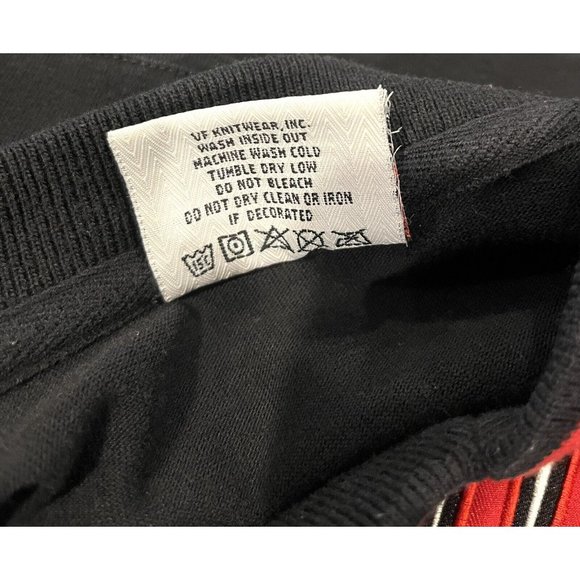 VF KNITWEAR, INC.
WASH INSIDE OUT
MACHINE WASH COLD
TUMBLE DRY LOW
DO NOT BLEACH
DO NOT DRY CLEAN OR IRON
IF DECORATED
15C